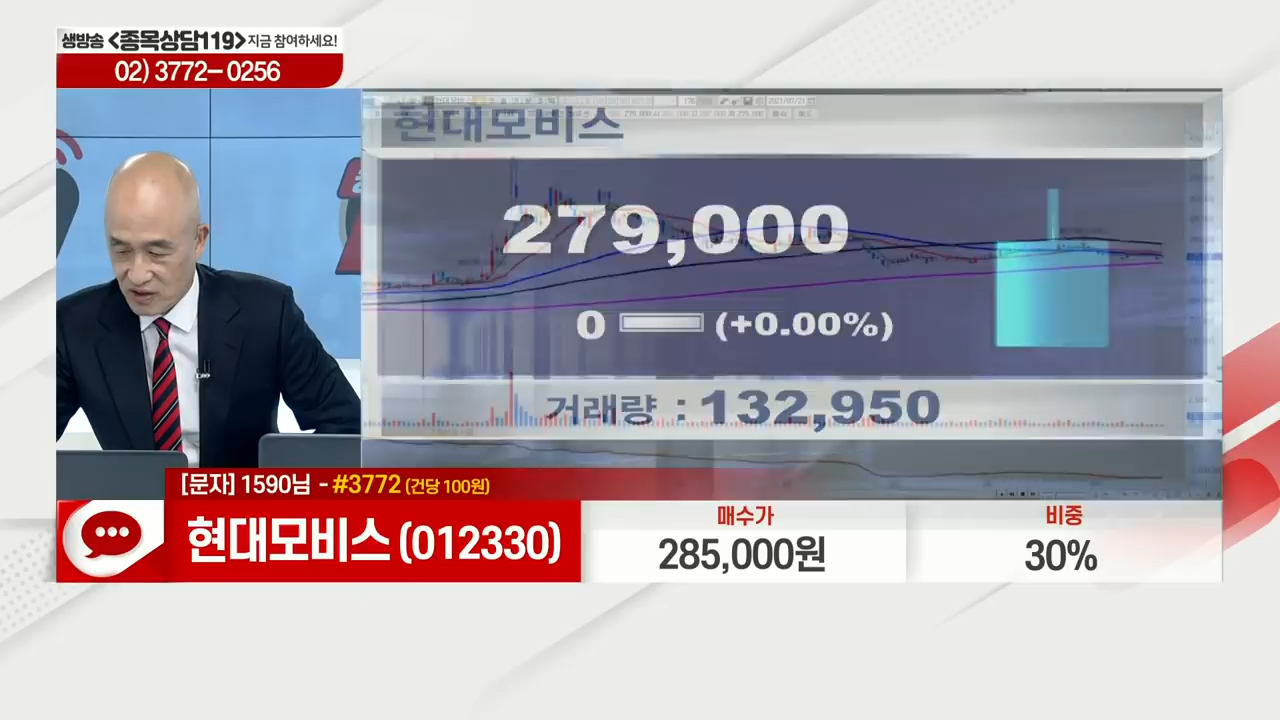 생방송 <종목상담119> 지금 참여하세요!
02) 3772-0256
현대모비스
279,000
0 (+0.00%)
거래량 : 132,950
[문자] 1590님 - #3772 (건당 100원)
현대모비스 (012330)
매수가
285,000원
비중
30%